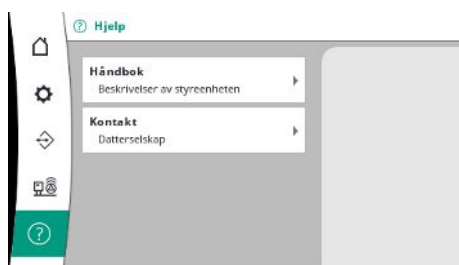 Hjelp
Håndbok
Beskrivelser av styreenheten
Kontakt
Datterselskap